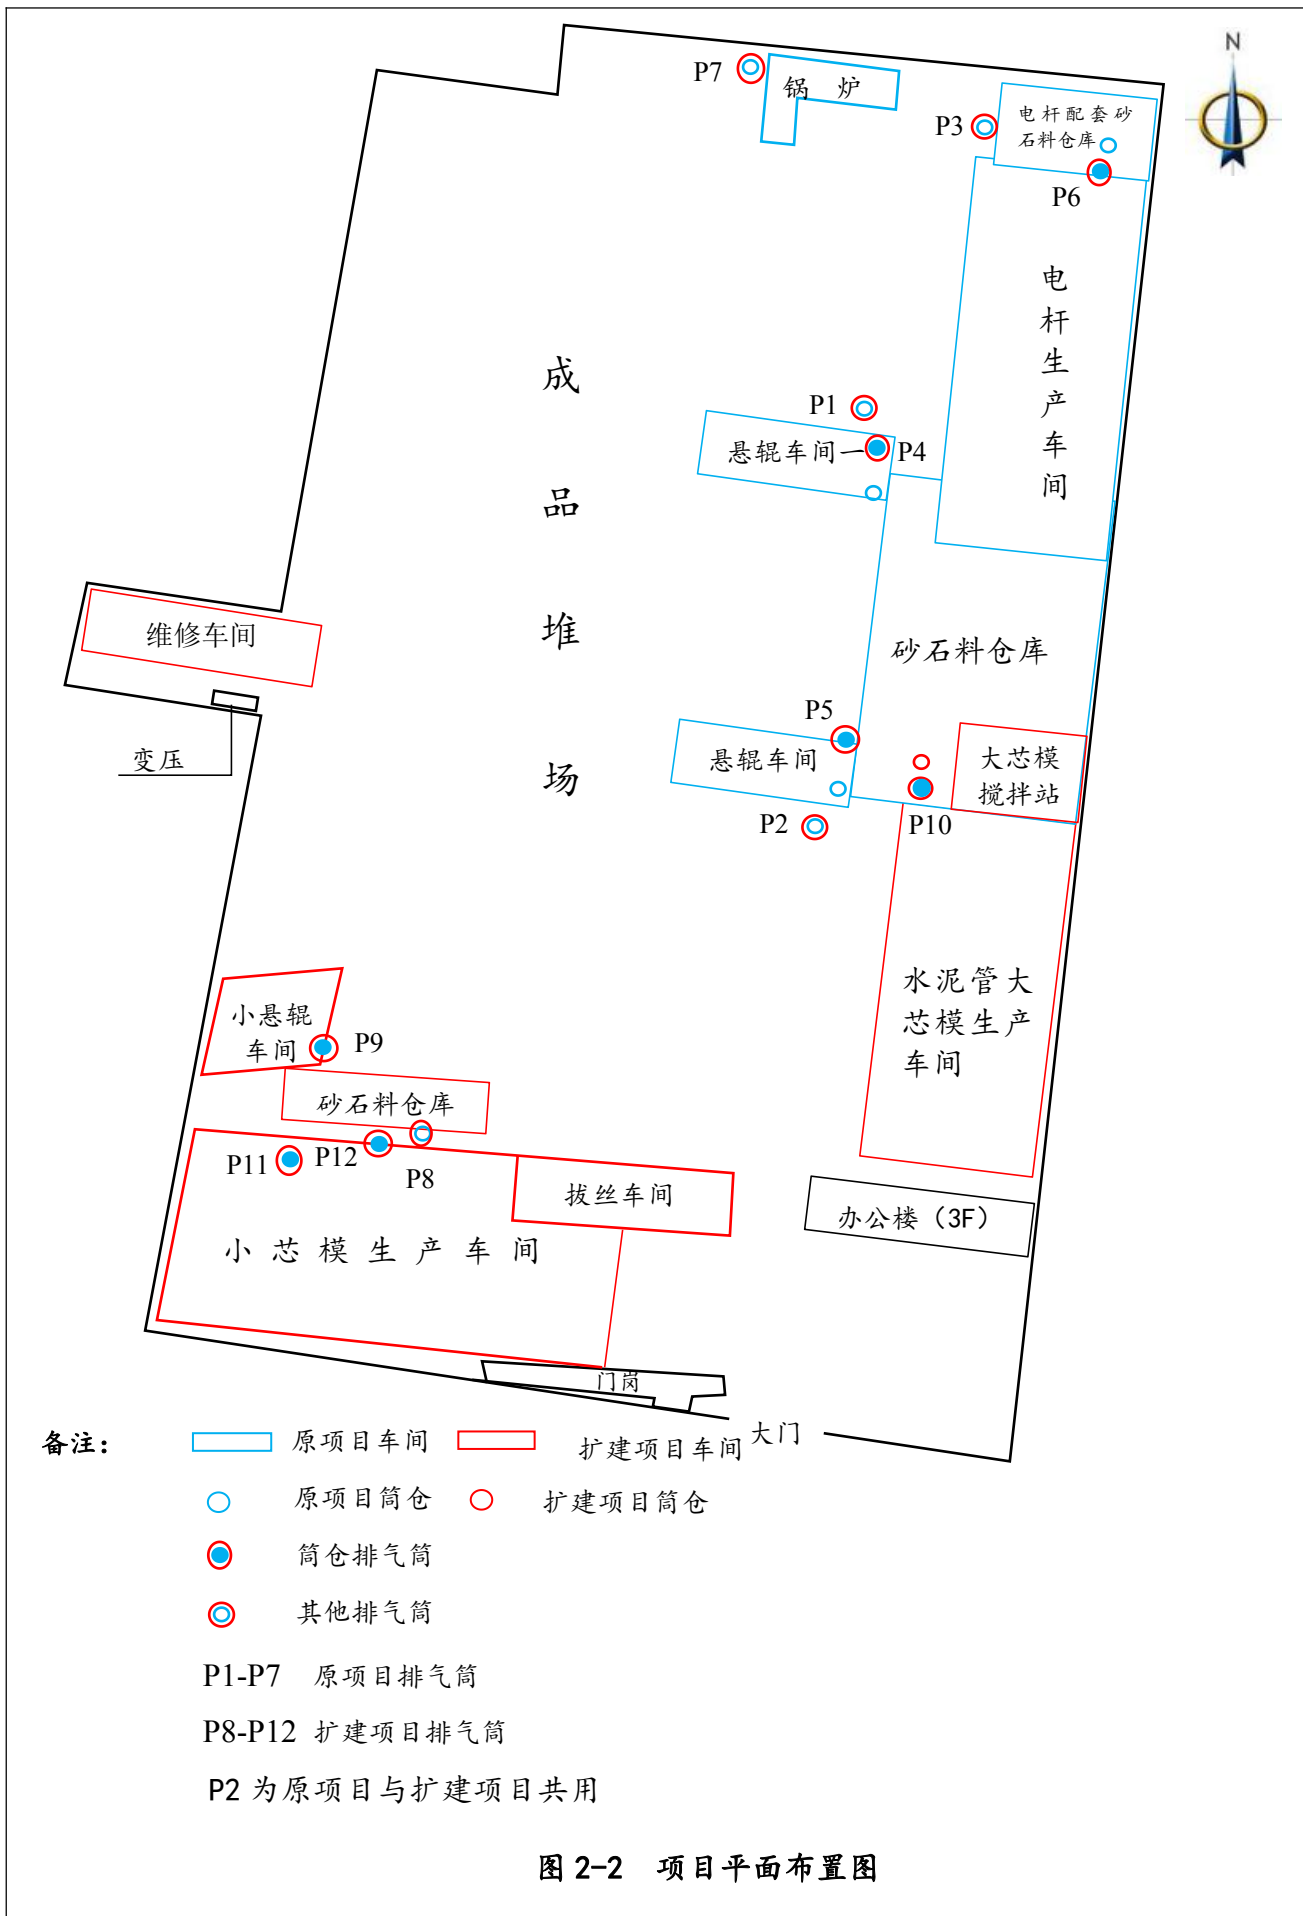 N
P7
锅 炉
P3
电杆配套砂
石料仓库
P6
电杆生产车间
成品堆场
P1
悬辊车间一
P4
维修车间
砂石料仓库
变压
P5
悬辊车间
大芯模
搅拌站
P2
P10
小悬辊
车间
P9
水泥管大
芯模生产
车间
砂石料仓库
P11
P12
P8
拔丝车间
办公楼（3F）
小芯模生产车间
门岗
大门
备注：
原项目车间
扩建项目车间
原项目筒仓
扩建项目筒仓
筒仓排气筒
其他排气筒
P1-P7 原项目排气筒
P8-P12 扩建项目排气筒
P2 为原项目与扩建项目共用
图 2-2 项目平面布置图